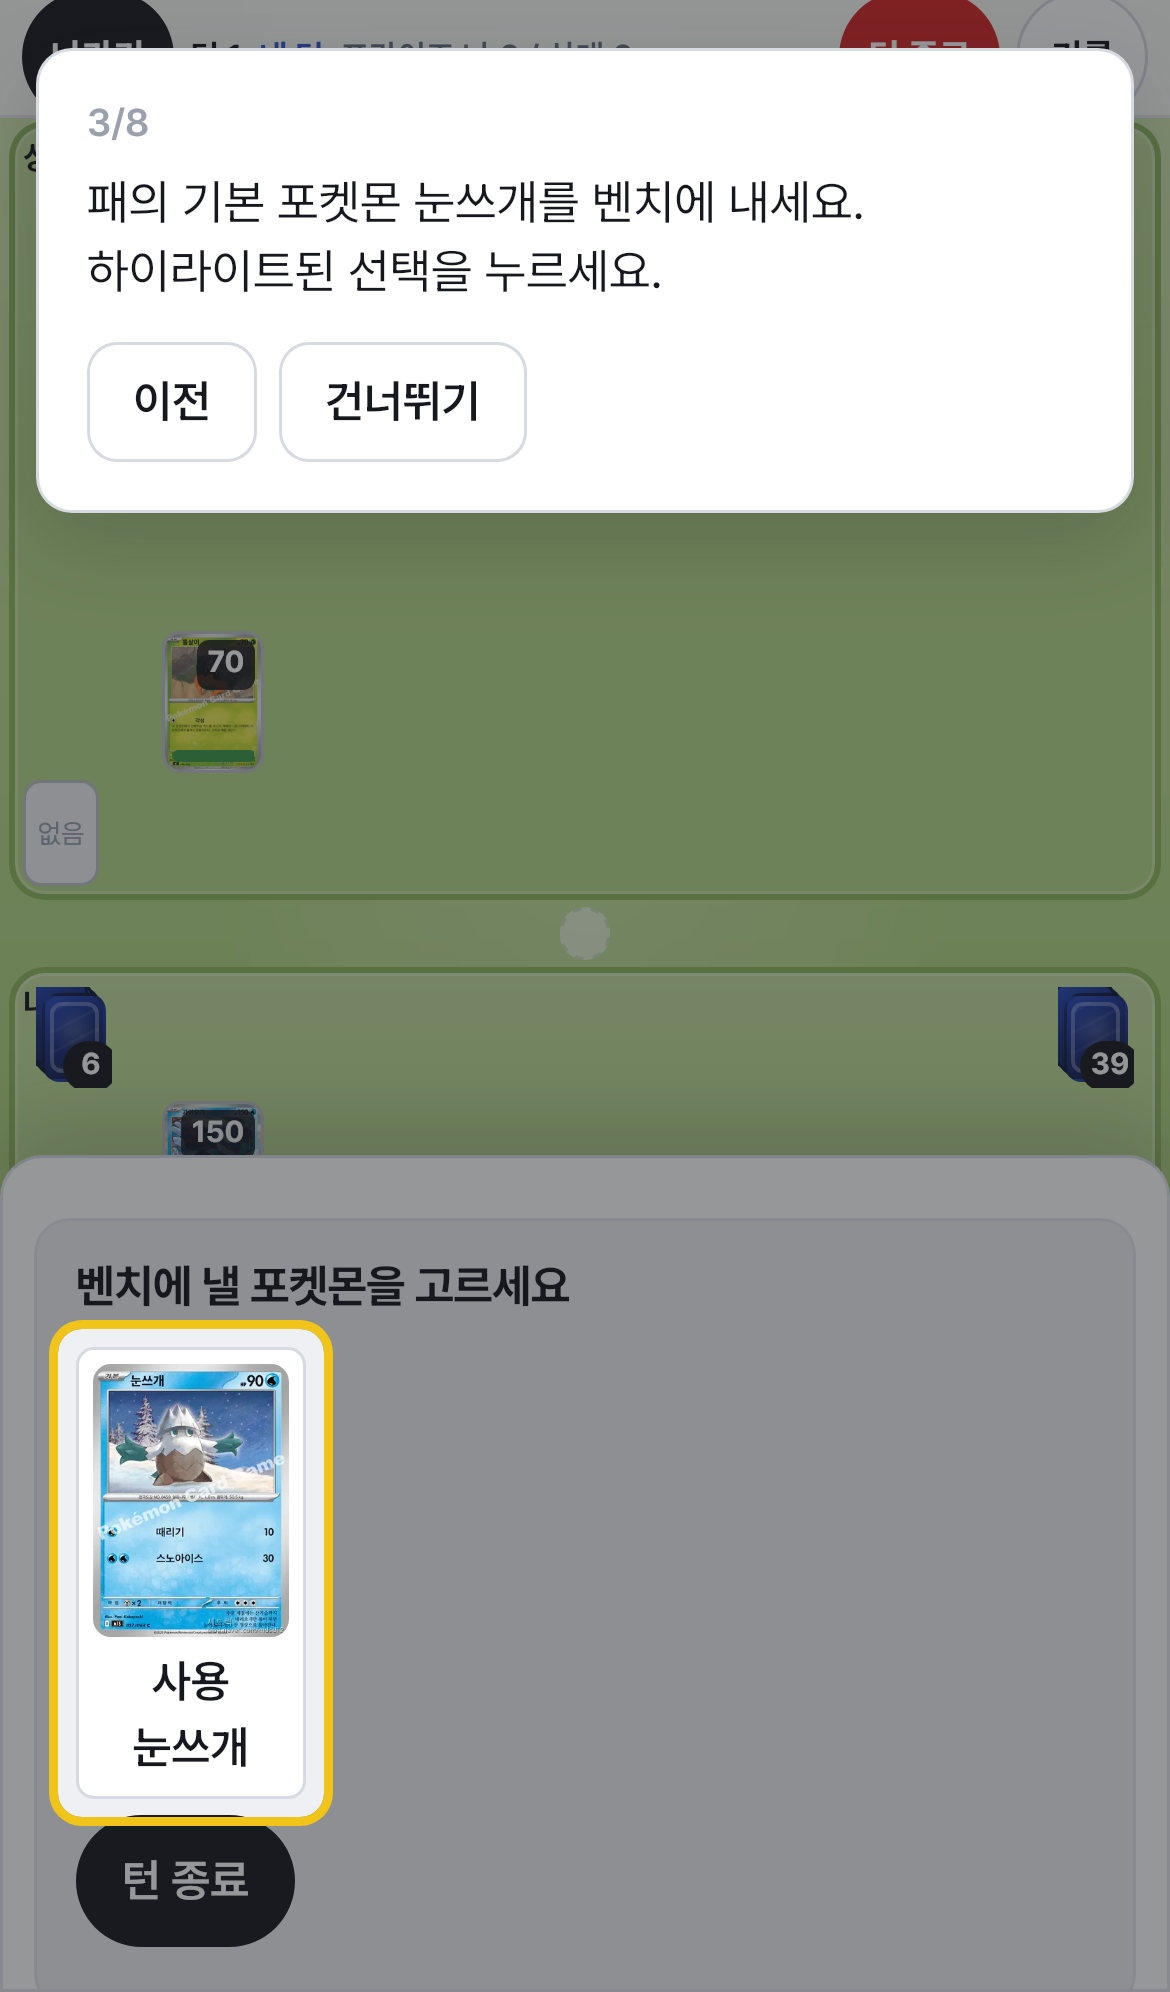 3/8
패의 기본 포켓몬 눈쓰개를 벤치에 내세요.
하이라이트된 선택을 누르세요.
이전
건너뛰기
70
없음
6
39
150
벤치에 낼 포켓몬을 고르세요
눈쓰개
90
Pokémon Card Game
때리기 10
스노아이스 30
사용
눈쓰개
턴 종료